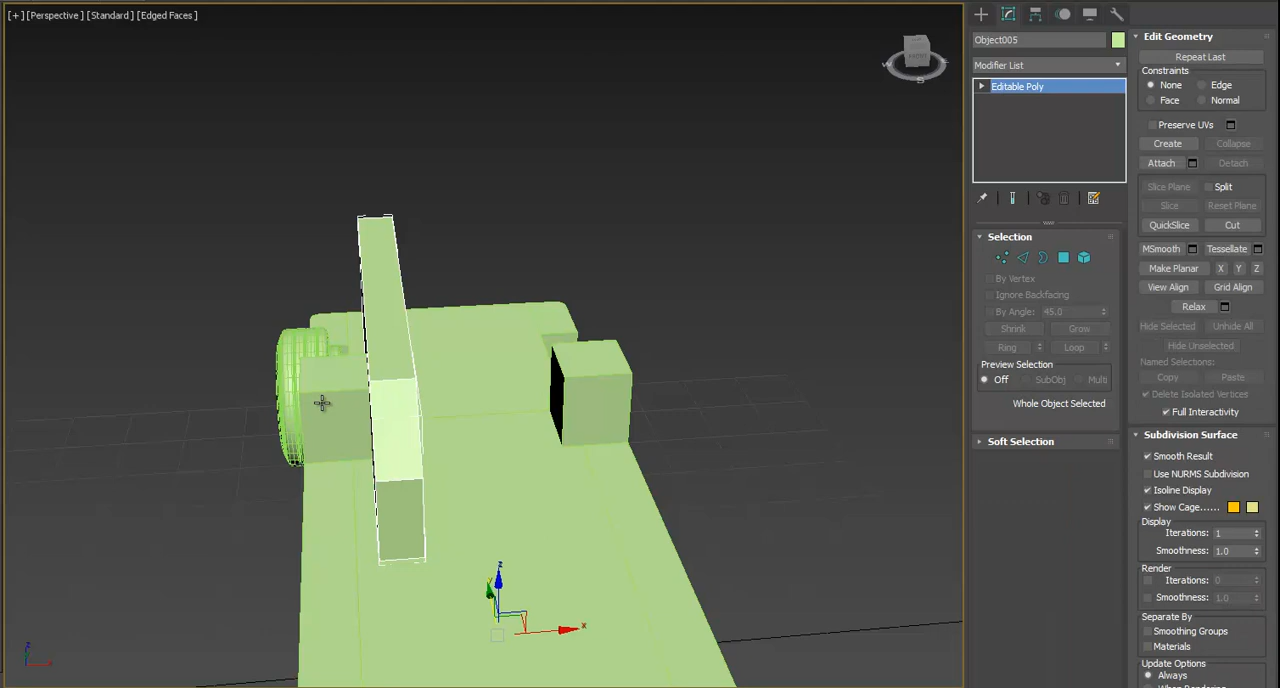 [+] [Perspective ] [Standard ] [Edged Faces ]
Object005
Modifier List
Editable Poly
Selection
By Vertex
Ignore Backfacing
By Angle: 45.0
Shrink Grow
Ring Loop
Preview Selection
Off SubObj Multi
Whole Object Selected
Soft Selection
Edit Geometry
Repeat Last
Constraints
None Edge
Face Normal
Preserve UVs
Create Collapse
Attach Detach
Slice Plane Split
Slice Reset Plane
QuickSlice Cut
MSmooth Tessellate
Make Planar X Y Z
View Align Grid Align
Relax
Hide Selected Unhide All
Hide Unselected
Named Selections:
Copy Paste
Delete Isolated Vertices
Full Interactivity
Subdivision Surface
Smooth Result
Use NURMS Subdivision
Isoline Display
Show Cage......
Display
Iterations: 1
Smoothness: 1.0
Render
Iterations: 0
Smoothness: 1.0
Separate By
Smoothing Groups
Materials
Update Options
Always
When Rendering
z
x